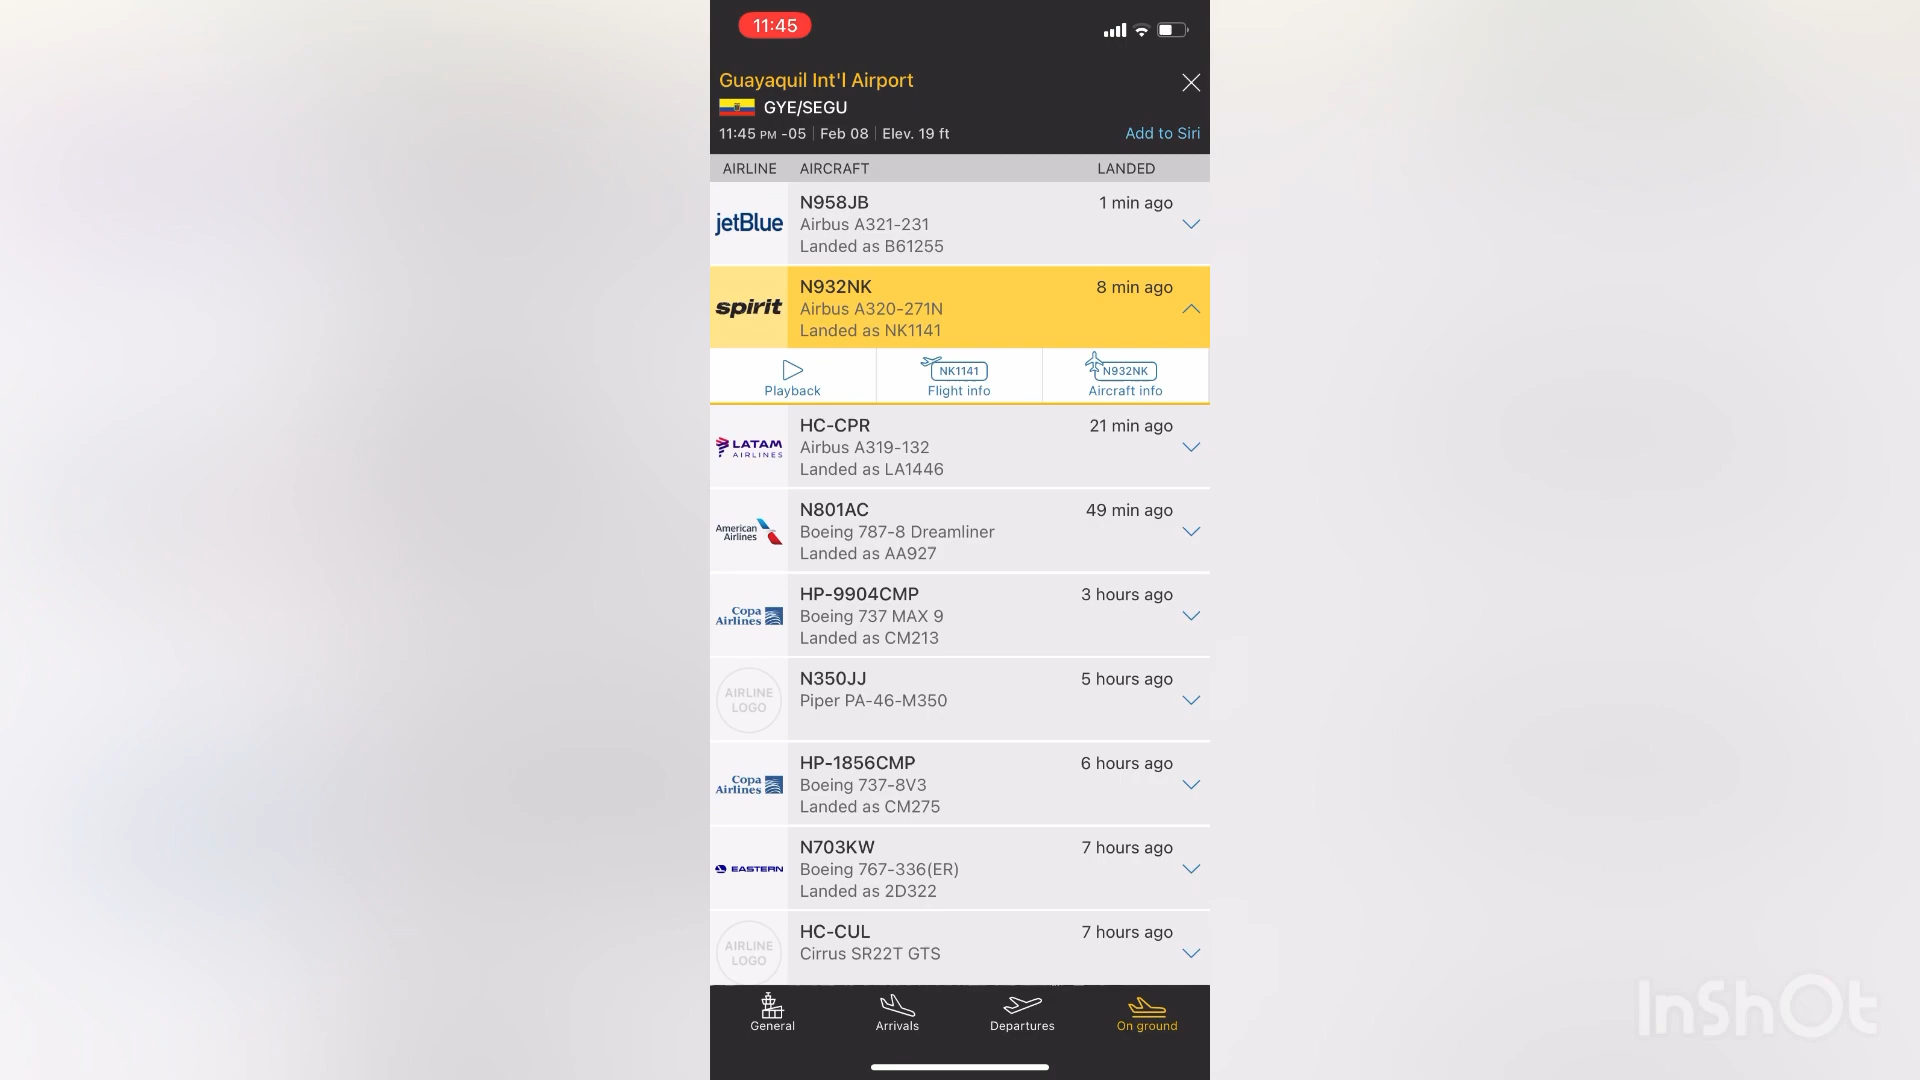 11:45
Guayaquil Int'l Airport
GYE/SEGU
11:45 PM -05 Feb 08 Elev. 19 ft Add to Siri
AIRLINE AIRCRAFT LANDED
jetBlue
N958JB 1 min ago
Airbus A321-231
Landed as B61255
spirit
N932NK 8 min ago
Airbus A320-271N
Landed as NK1141
Playback
NK1141
Flight info
N932NK
Aircraft info
LATAM
AIRLINES
HC-CPR 21 min ago
Airbus A319-132
Landed as LA1446
American
Airlines
N801AC 49 min ago
Boeing 787-8 Dreamliner
Landed as AA927
Copa
Airlines
HP-9904CMP 3 hours ago
Boeing 737 MAX 9
Landed as CM213
AIRLINE
LOGO
N350JJ 5 hours ago
Piper PA-46-M350
Copa
Airlines
HP-1856CMP 6 hours ago
Boeing 737-8V3
Landed as CM275
EASTERN
N703KW 7 hours ago
Boeing 767-336(ER)
Landed as 2D322
AIRLINE
LOGO
HC-CUL 7 hours ago
Cirrus SR22T GTS
General Arrivals Departures On ground
InShOt